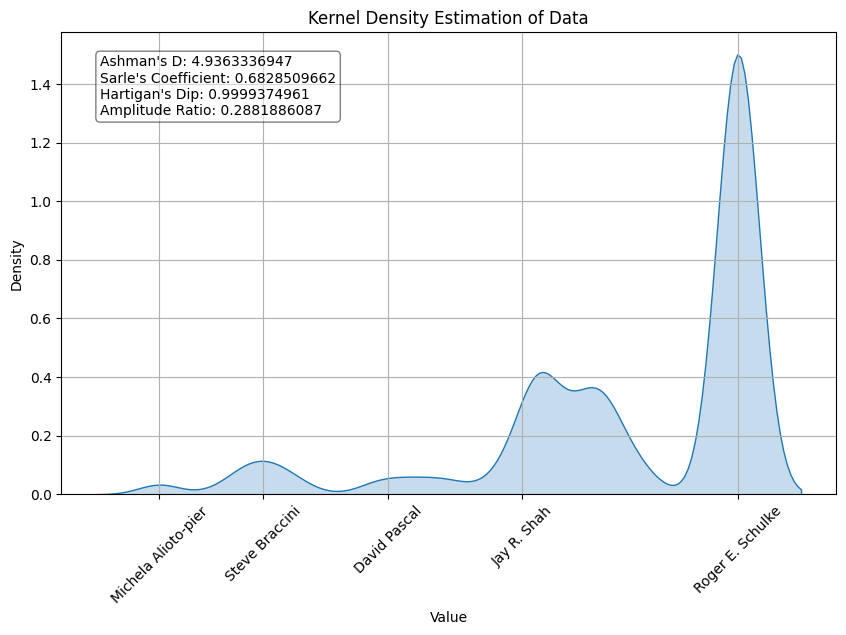 Kernel Density Estimation of Data
Ashman's D: 4.9363336947
Sarle's Coefficient: 0.6828509662
Hartigan's Dip: 0.9999374961
Amplitude Ratio: 0.2881886087
1.4
1.2
1.0
0.8
0.6
0.4
0.2
0.0
Density
Michela Alioto-pier
Steve Braccini
David Pascal
Jay R. Shah
Roger E. Schulke
Value